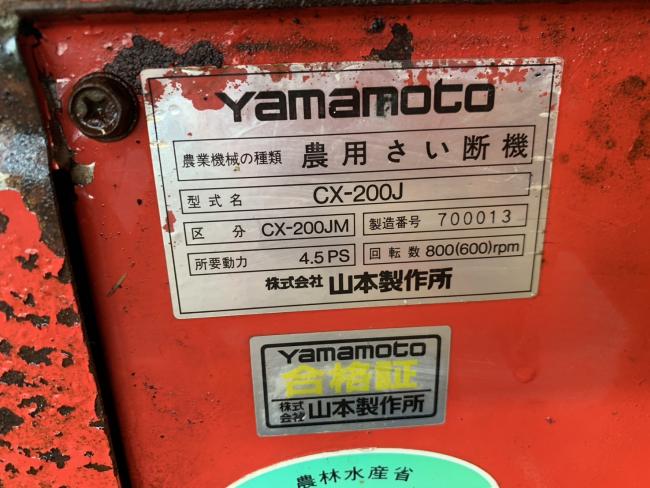 Yamamoto
農業機械の種類 農用さい断機
型式名 CX-200J
区分 CX-200JM 製造番号 700013
所要動力 4.5PS 回転数 800(600)rpm
株式会社 山本製作所
Yamamoto
合格証
株式会社 山本製作所
農林水産省